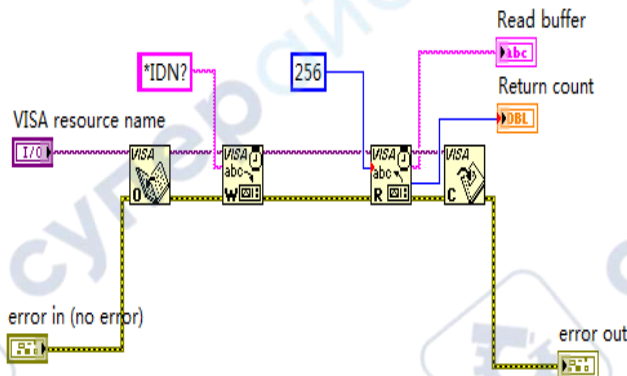 Read buffer
abc
*IDN?
256
Return count
DBL
VISA resource name
I/O
VISA
O
VISA
abc
W
VISA
abc
R
VISA
C
error in (no error)
error out
супер